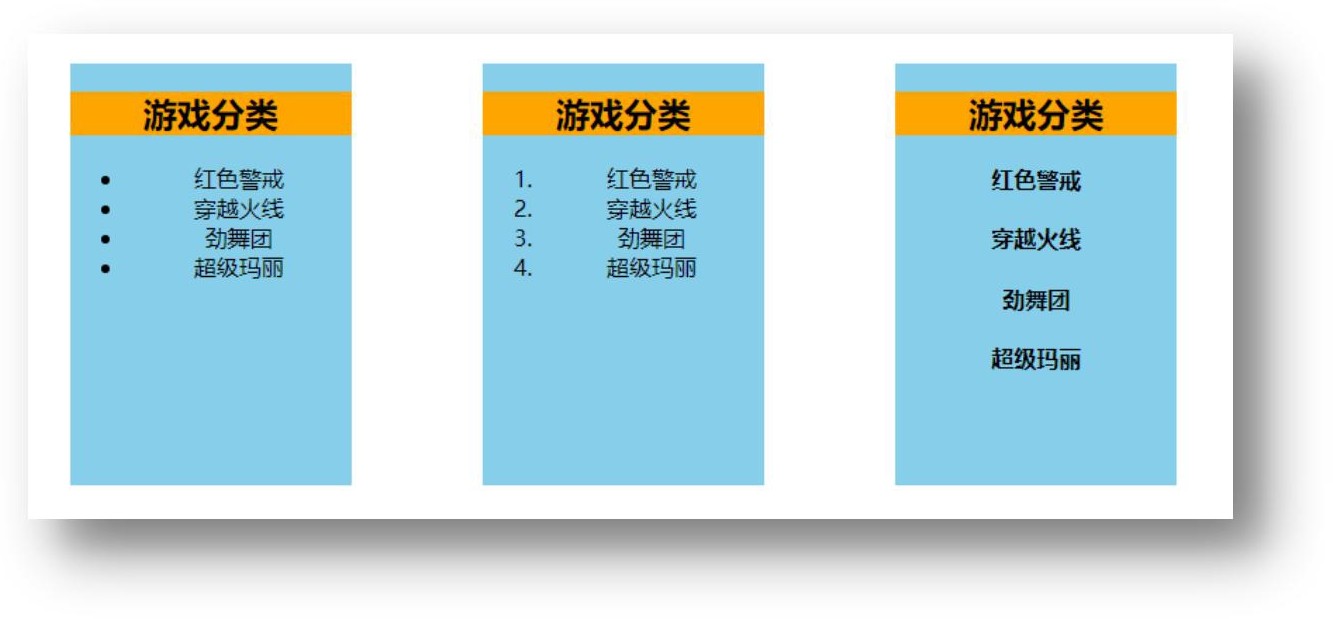 游戏分类
红色警戒
穿越火线
劲舞团
超级玛丽
游戏分类
1. 红色警戒
2. 穿越火线
3. 劲舞团
4. 超级玛丽
游戏分类
红色警戒
穿越火线
劲舞团
超级玛丽